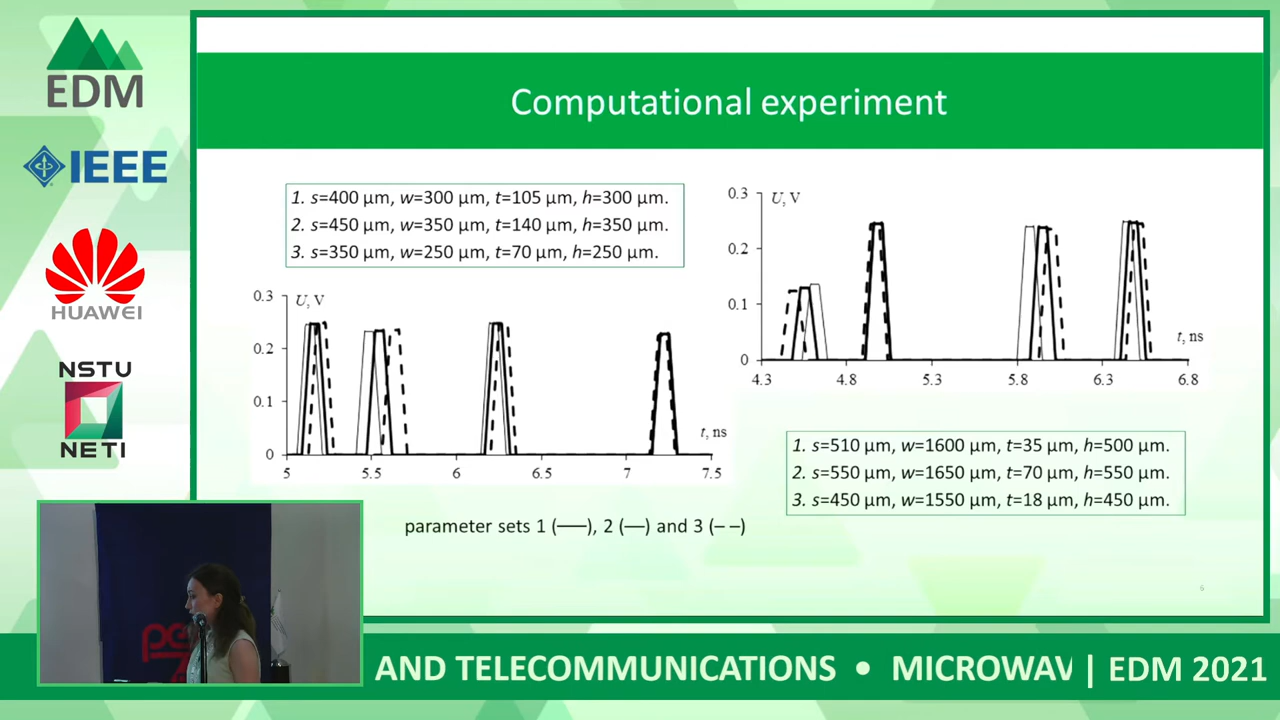 EDM
IEEE
HUAWEI
NSTU
NETI
Computational experiment
1. s=400 µm, w=300 µm, t=105 µm, h=300 µm.
2. s=450 µm, w=350 µm, t=140 µm, h=350 µm.
3. s=350 µm, w=250 µm, t=70 µm, h=250 µm.
0.3
U, V
0.2
0.1
0
t, ns
5
5.5
6
6.5
7
7.5
0.3
U, V
0.2
0.1
0
t, ns
4.3
4.8
5.3
5.8
6.3
6.8
1. s=510 µm, w=1600 µm, t=35 µm, h=500 µm.
2. s=550 µm, w=1650 µm, t=70 µm, h=550 µm.
3. s=450 µm, w=1550 µm, t=18 µm, h=450 µm.
parameter sets 1 (—), 2 (—) and 3 (– –)
AND TELECOMMUNICATIONS • MICROWAV | EDM 2021